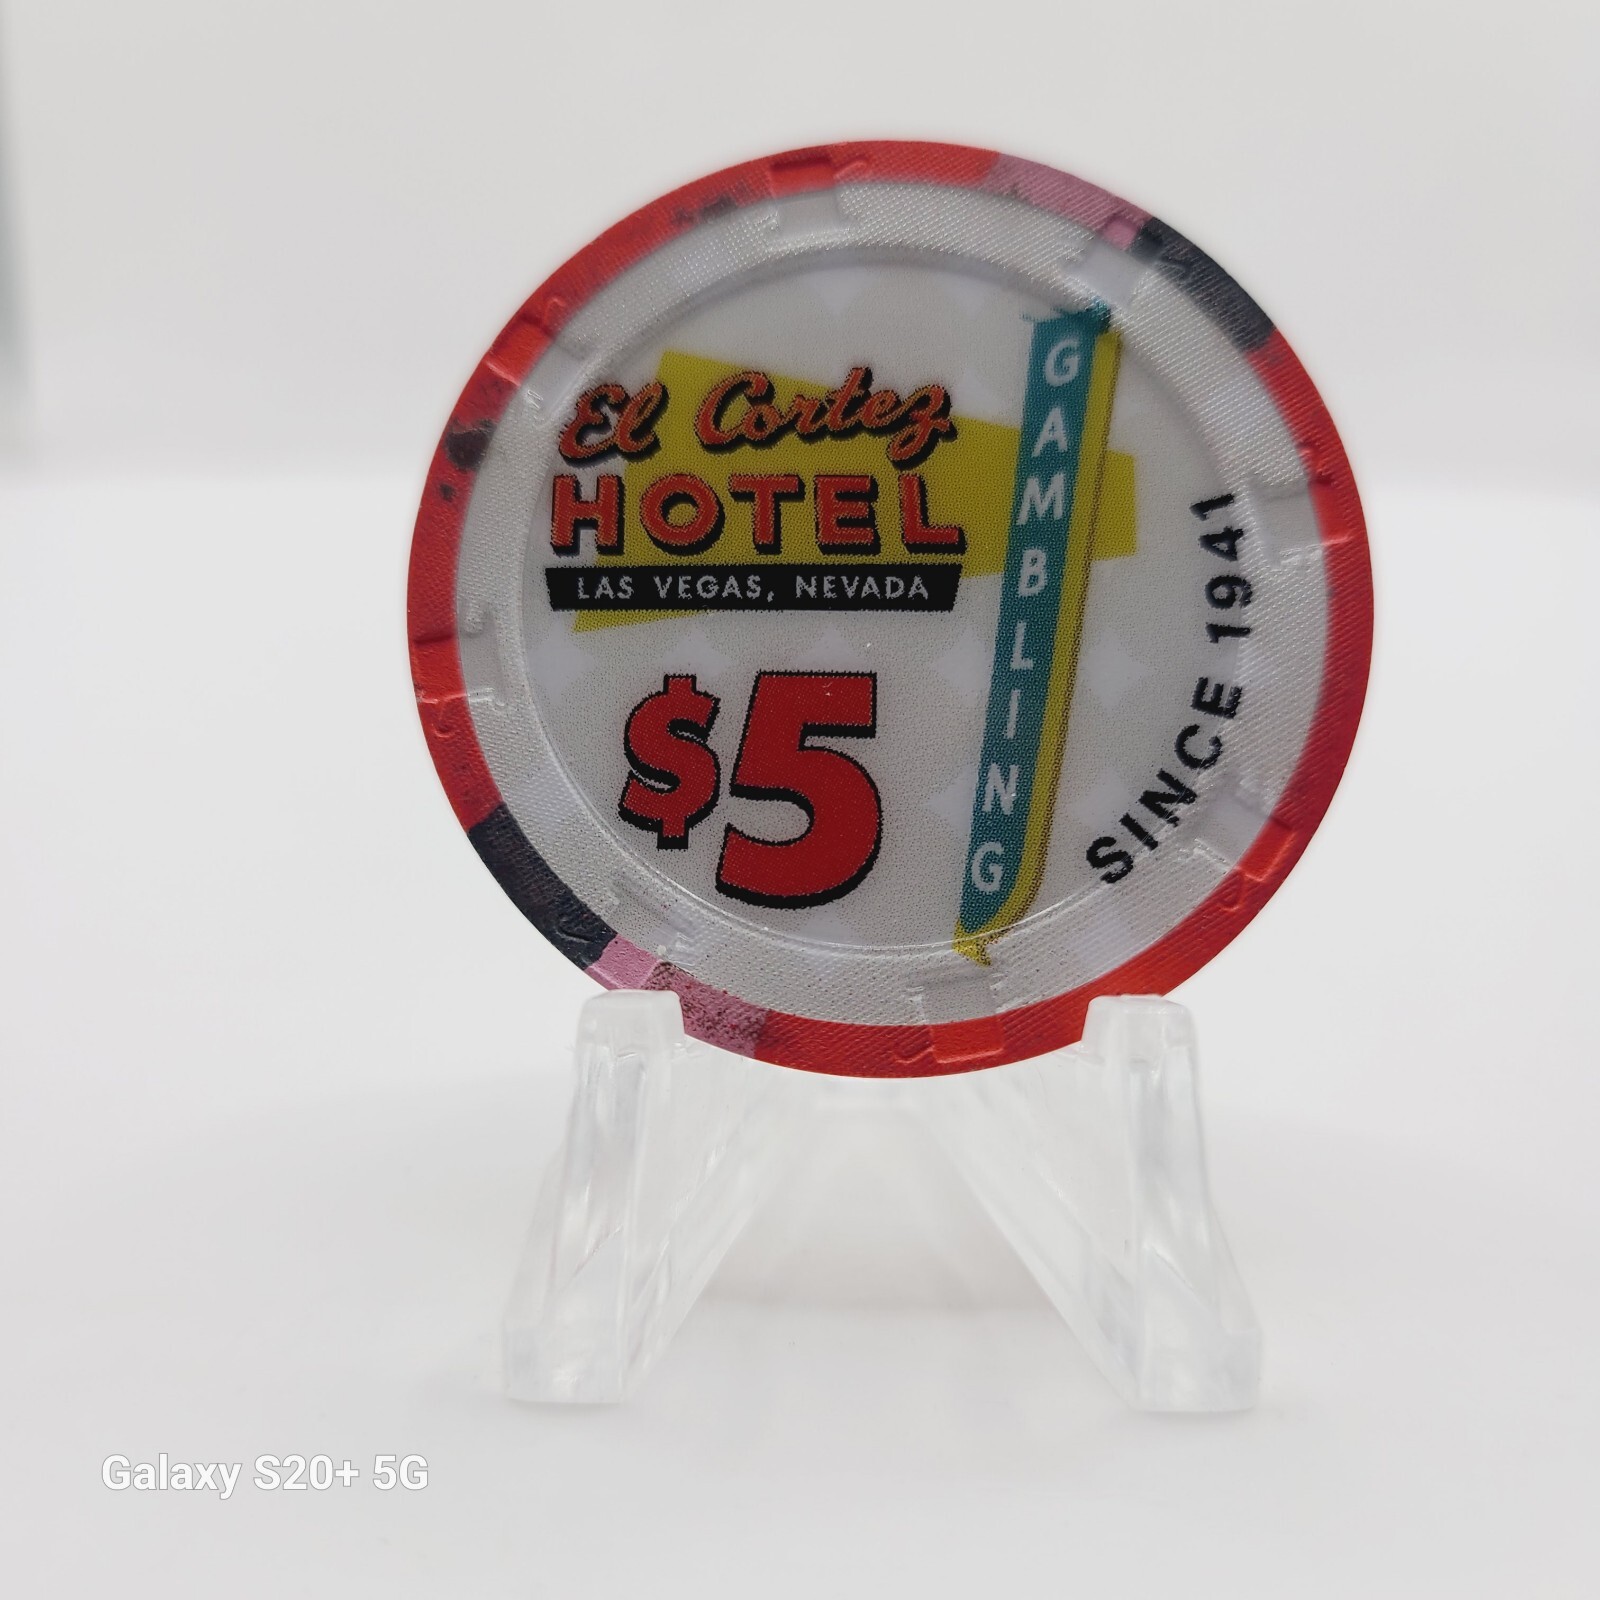 El Cortez
HOTEL
LAS VEGAS, NEVADA
$5
GAMBLING
SINCE 1941
Galaxy S20+ 5G